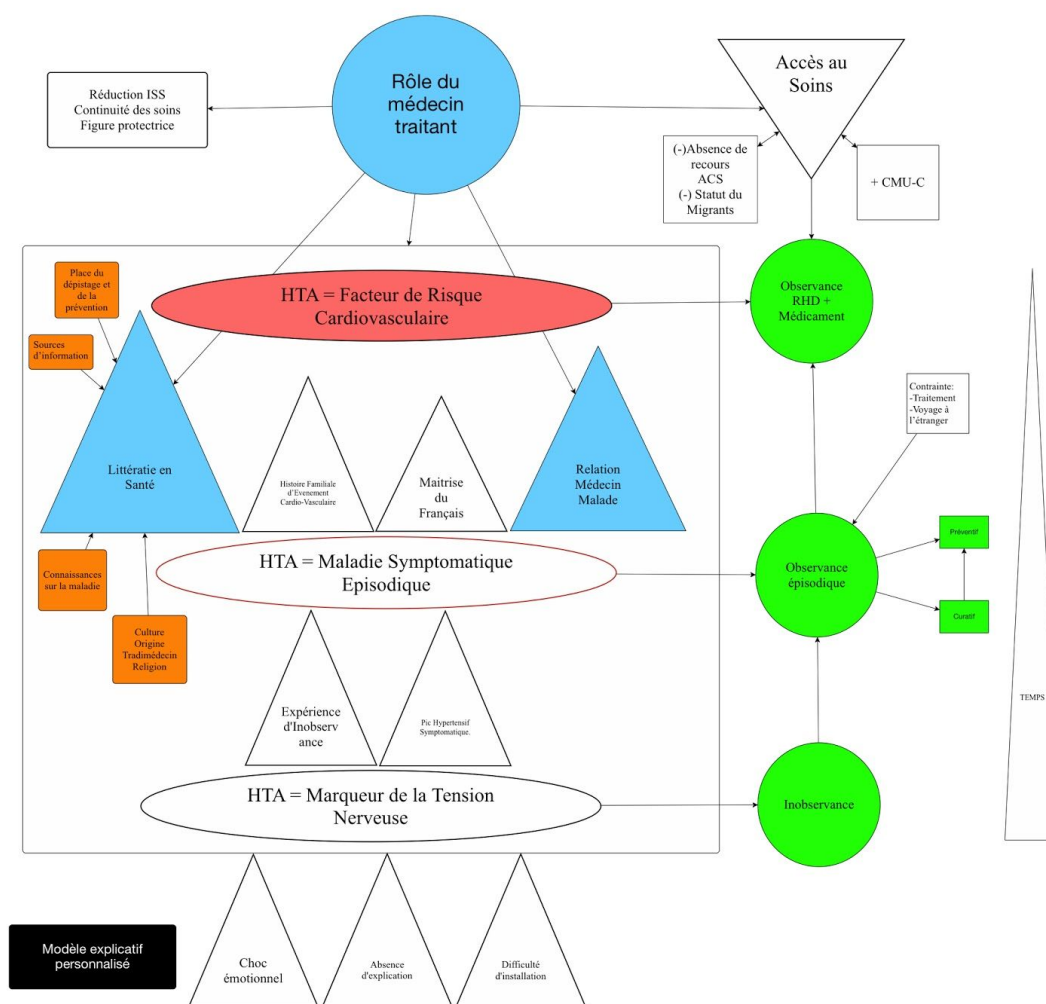 Rôle du
médecin
traitant
Réduction ISS
Continuité des soins
Figure protectrice
Accès au
Soins
(-)Absence de
recours
ACS
(-) Statut du
Migrants
+ CMU-C
Place du
dépistage et
de la
prévention
HTA = Facteur de Risque
Cardiovasculaire
Observance
RHD +
Médicament
Sources
d'information
Contrainte:
-Traitement
-Voyage à
l'étranger
Littératie en
Santé
Histoire Familiale
d'Evenement
Cardio-Vasculaire
Maitrise
du
Français
Relation
Médecin
Malade
HTA = Maladie Symptomatique
Episodique
Observance
épisodique
Préventif
Curatif
Connaissances
sur la maladie
Culture
Origine
Tradimédecin
Religion
TEMPS
Expérience
d'Inobserv
ance
Pic Hypertensif
Symptomatique.
HTA = Marqueur de la Tension
Nerveuse
Inobservance
Modèle explicatif
personnalisé
Choc
émotionnel
Absence
d'explication
Difficulté
d'installation